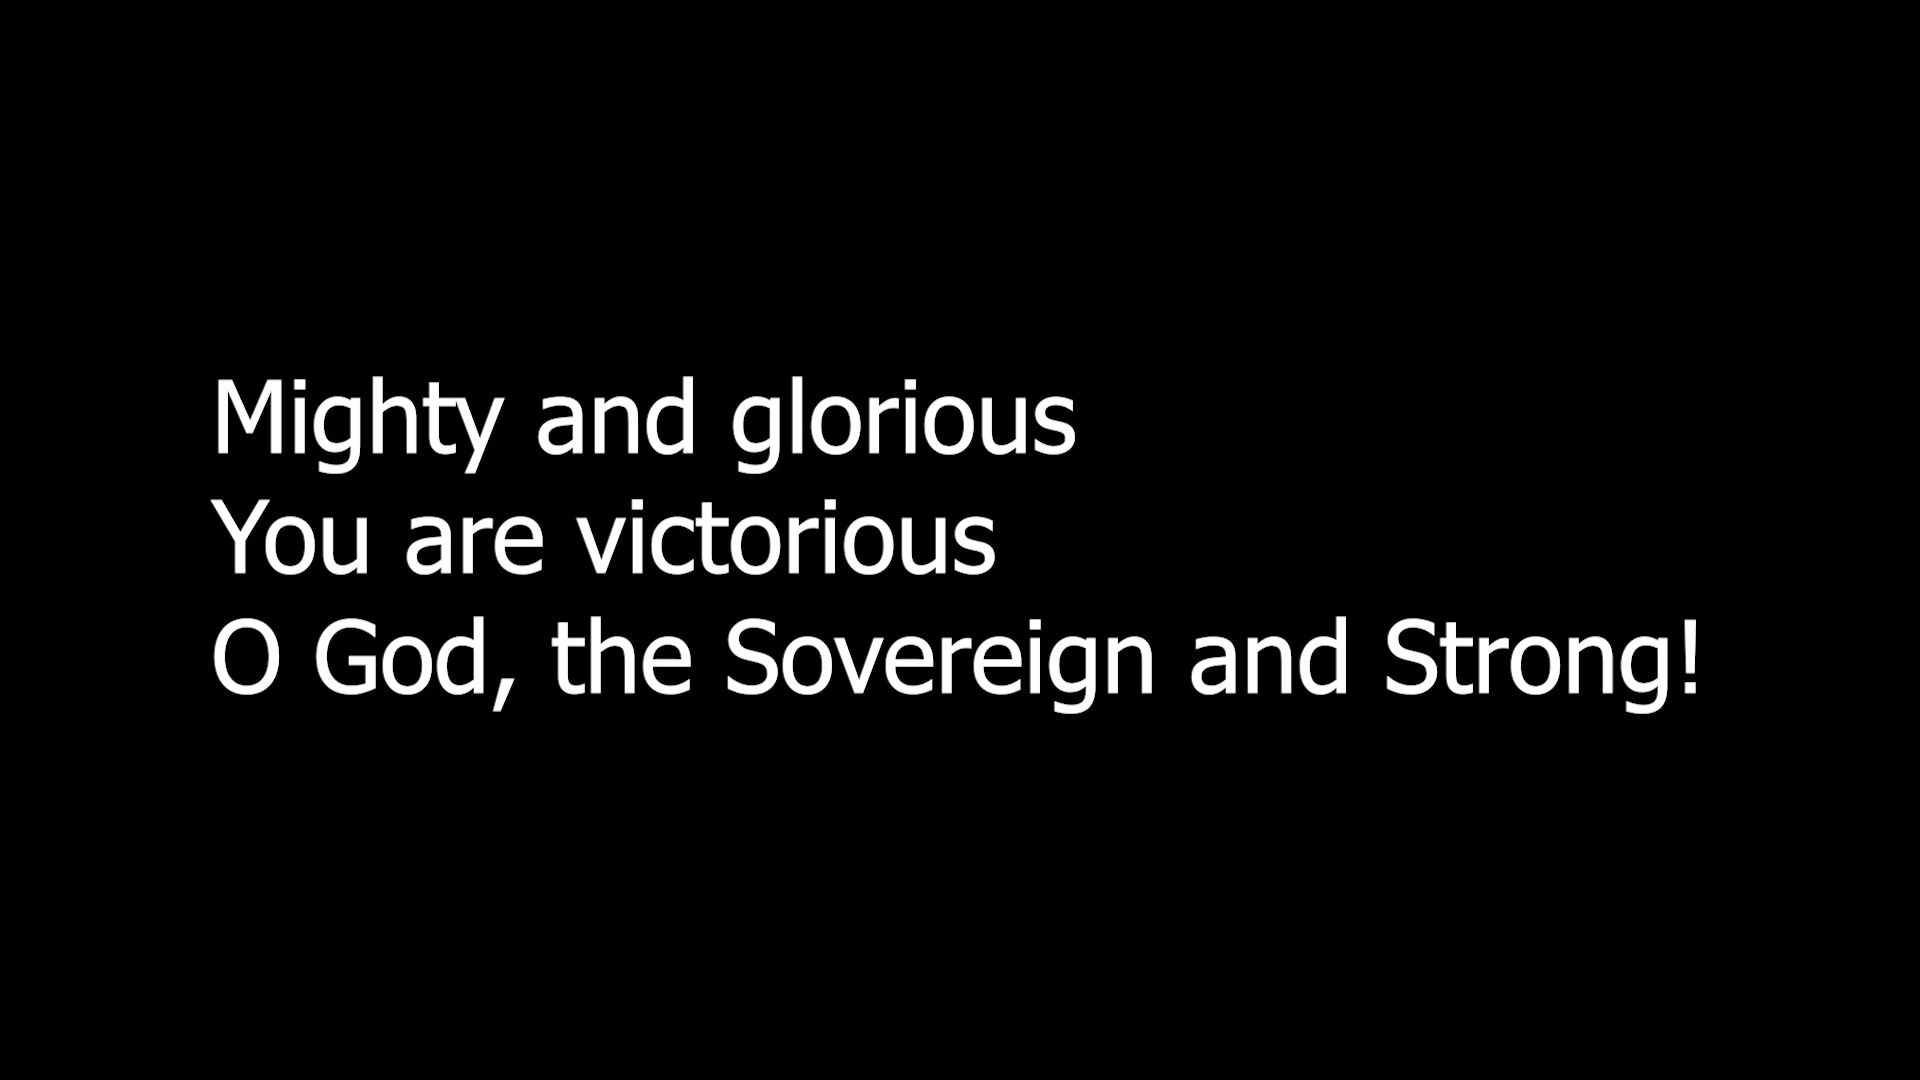 Mighty and glorious
You are victorious
O God, the Sovereign and Strong!